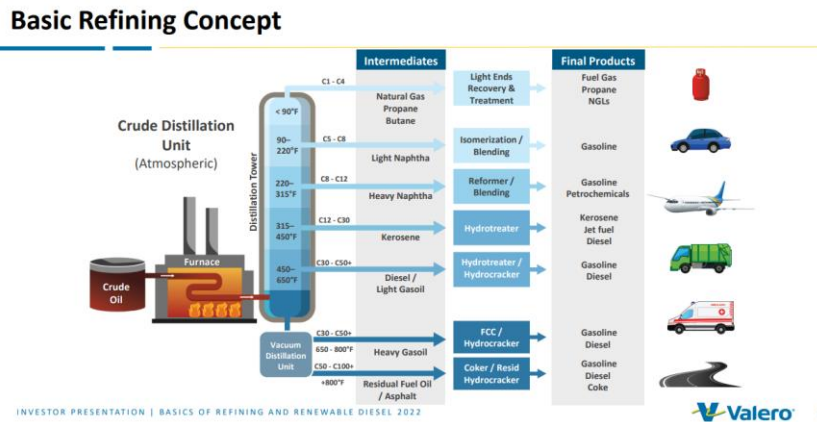 Basic Refining Concept
Intermediates
Final Products
Crude Distillation
Unit
(Atmospheric)
Distillation Tower
Furnace
Crude
Oil
< 90°F
90–
220°F
220–
315°F
315–
450°F
450–
650°F
Vacuum
Distillation
Unit
C1 - C4
Natural Gas
Propane
Butane
Light Ends
Recovery &
Treatment
Fuel Gas
Propane
NGLs
C5 - C8
Light Naphtha
Isomerization /
Blending
Gasoline
C8 - C12
Heavy Naphtha
Reformer /
Blending
Gasoline
Petrochemicals
C12 - C30
Kerosene
Hydrotreater
Kerosene
Jet fuel
Diesel
C30 - C50+
Diesel /
Light Gasoil
Hydrotreater /
Hydrocracker
Gasoline
Diesel
C30 - C50+
650 - 800°F
Heavy Gasoil
FCC /
Hydrocracker
Gasoline
Diesel
C50 - C100+
+800°F
Residual Fuel Oil
/ Asphalt
Coker / Resid
Hydrocracker
Gasoline
Diesel
Coke
INVESTOR PRESENTATION | BASICS OF REFINING AND RENEWABLE DIESEL 2022
Valero